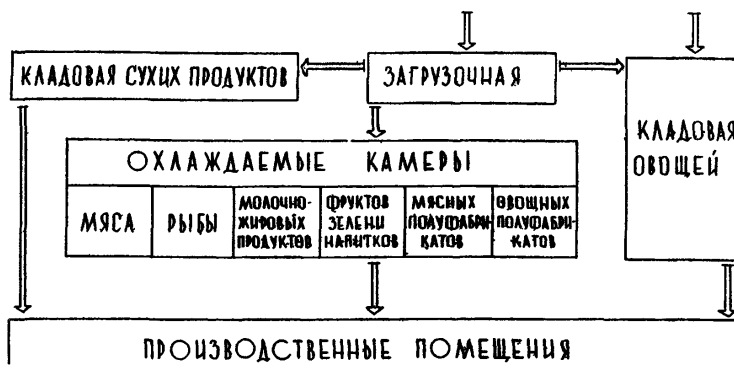 КЛАДОВАЯ СУХИХ ПРОДУКТОВ
ЗАГРУЗОЧНАЯ
КЛАДОВАЯ
ОВОЩЕЙ
ОХЛАЖДАЕМЫЕ КАМЕРЫ
МЯСА
РЫБЫ
МОЛОЧНО-
ЖИРОВЫХ
ПРОДУКТОВ
ФРУКТОВ
ЗЕЛЕНИ
НАПИТКОВ
МЯСНЫХ
ПОЛУФАБРИ-
КАТОВ
ОВОЩНЫХ
ПОЛУФАБРИ-
КАТОВ
ПРОИЗВОДСТВЕННЫЕ ПОМЕЩЕНИЯ